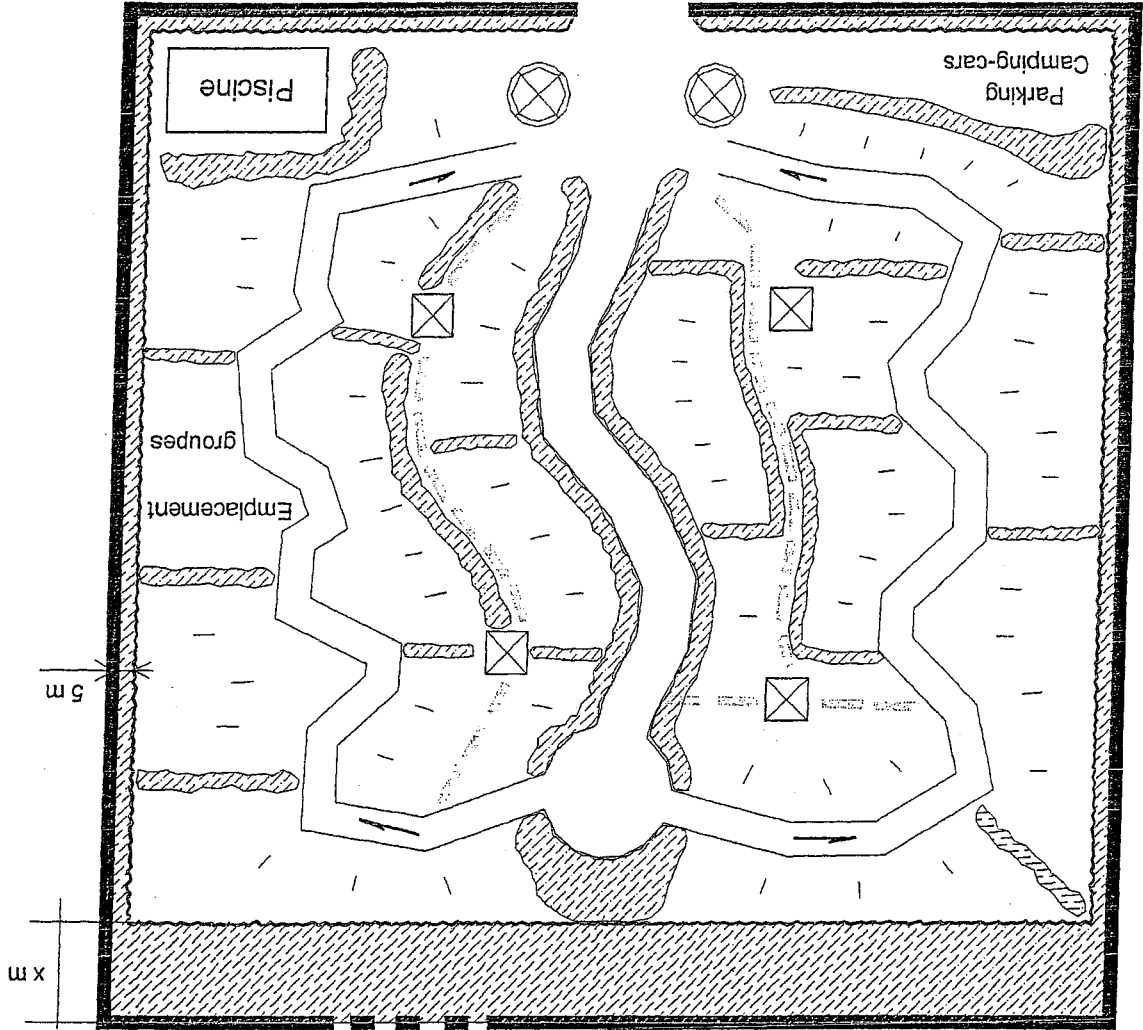 x m
5 m
Emplacement
groupes
Parking
Camping-cars
Piscine